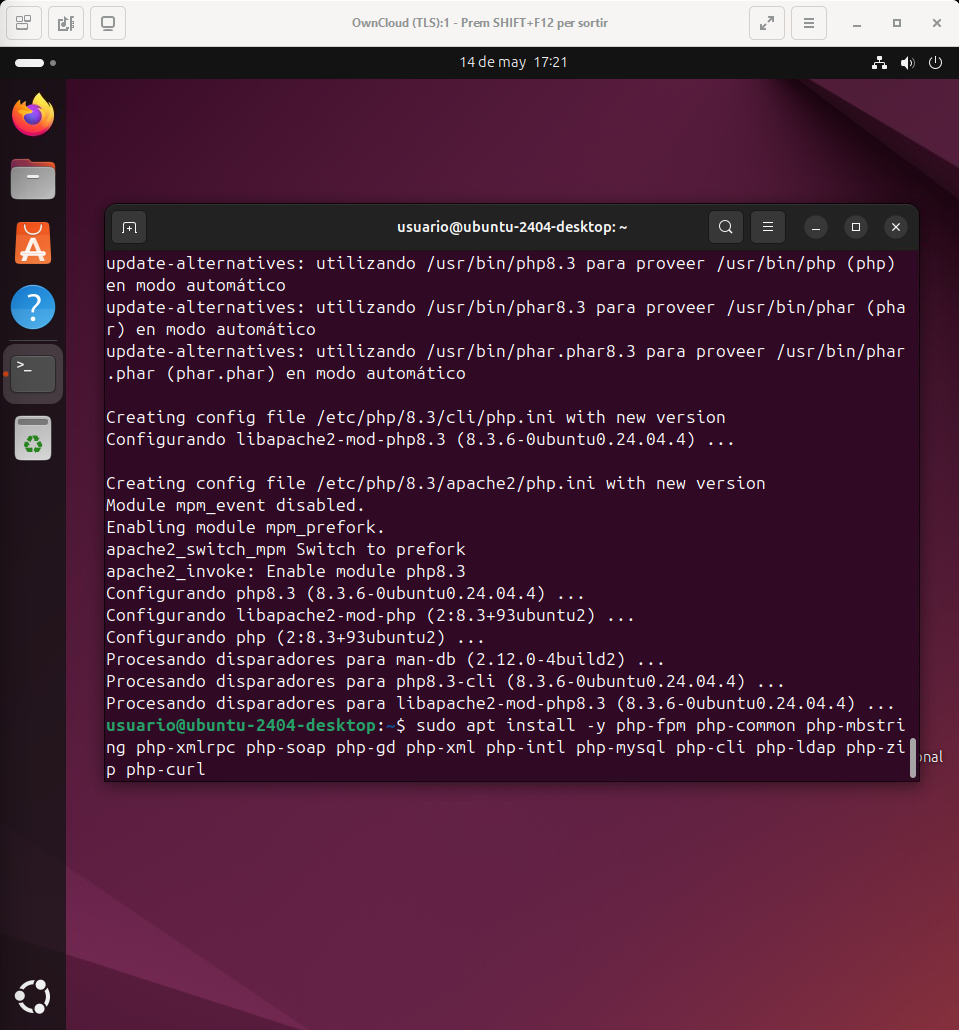 OwnCloud (TLS):1 - Prem SHIFT+F12 per sortir
14 de may 17:21
usuario@ubuntu-2404-desktop: ~
update-alternatives: utilizando /usr/bin/php8.3 para proveer /usr/bin/php (php)
en modo automático
update-alternatives: utilizando /usr/bin/phar8.3 para proveer /usr/bin/phar (pha
r) en modo automático
update-alternatives: utilizando /usr/bin/phar.phar8.3 para proveer /usr/bin/phar
.phar (phar.phar) en modo automático
Creating config file /etc/php/8.3/cli/php.ini with new version
Configurando libapache2-mod-php8.3 (8.3.6-0ubuntu0.24.04.4) ...
Creating config file /etc/php/8.3/apache2/php.ini with new version
Module mpm_event disabled.
Enabling module mpm_prefork.
apache2_switch_mpm Switch to prefork
apache2_invoke: Enable module php8.3
Configurando php8.3 (8.3.6-0ubuntu0.24.04.4) ...
Configurando libapache2-mod-php (2:8.3+93ubuntu2) ...
Configurando php (2:8.3+93ubuntu2) ...
Procesando disparadores para man-db (2.12.0-4build2) ...
Procesando disparadores para php8.3-cli (8.3.6-0ubuntu0.24.04.4) ...
Procesando disparadores para libapache2-mod-php8.3 (8.3.6-0ubuntu0.24.04.4) ...
usuario@ubuntu-2404-desktop:~$ sudo apt install -y php-fpm php-common php-mbstri
ng php-xmlrpc php-soap php-gd php-xml php-intl php-mysql php-cli php-ldap php-zi
p php-curl
onal